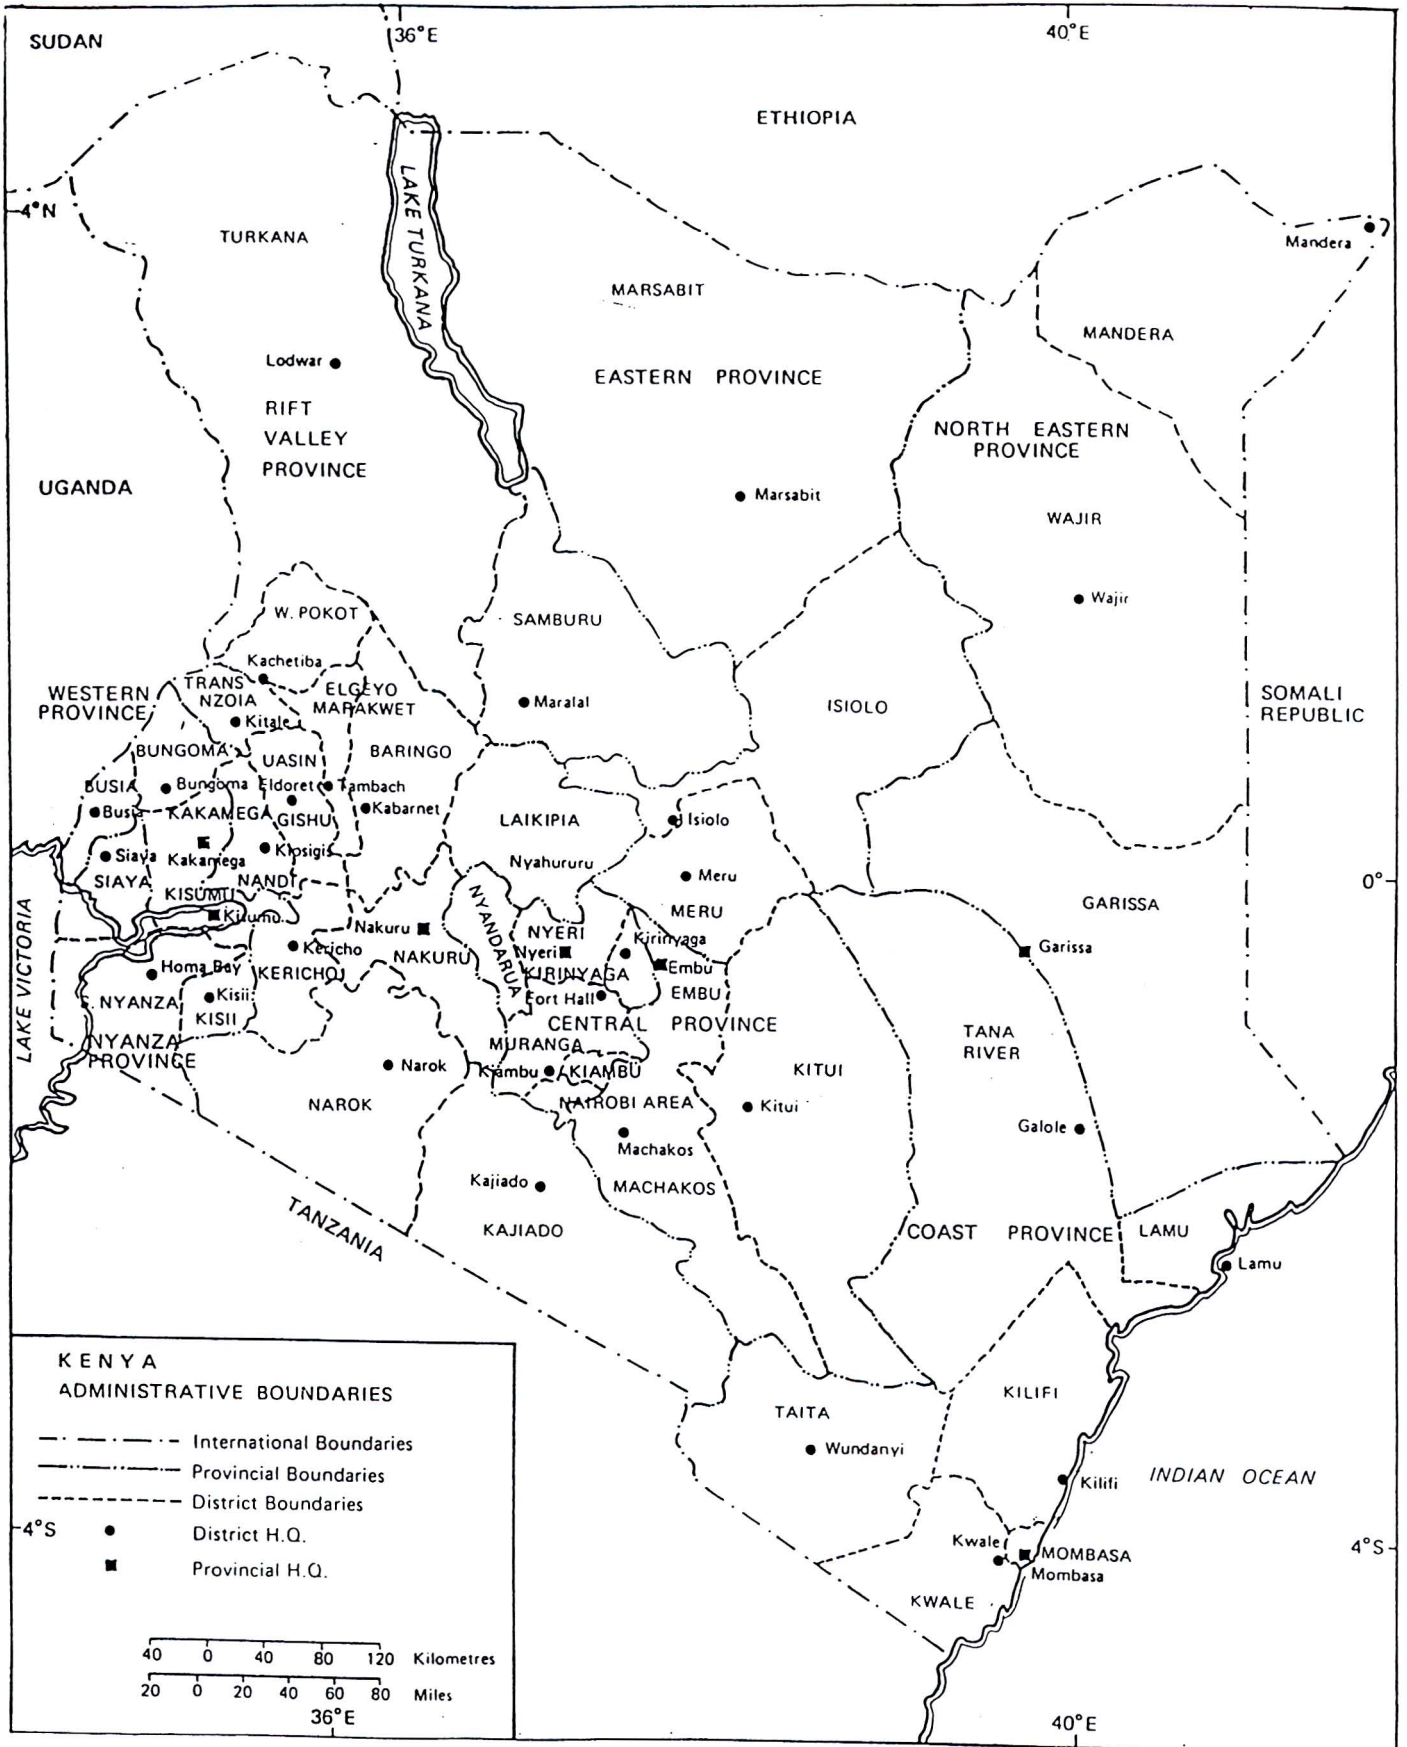 SUDAN
36°E
40°E
ETHIOPIA
4°N
LAKE TURKANA
TURKANA
Mandera
MARSABIT
MANDERA
Lodwar
EASTERN PROVINCE
RIFT
VALLEY
PROVINCE
NORTH EASTERN
PROVINCE
UGANDA
Marsabit
WAJIR
Wajir
W. POKOT
SAMBURU
Kachetiba
TRANS
NZOIA
ELGEYO
MARAKWET
WESTERN
PROVINCE
Maralal
ISIOLO
SOMALI
REPUBLIC
Kitale
BUNGOMA
UASIN
BARINGO
BUSIA
Bungoma
Eldoret
Tambach
Busia
KAKAMEGA
GISHU
Kabarnet
LAIKIPIA
Isiolo
Siaya
Kakamega
Kipsigis
Nyahururu
Meru
0°
SIAYA
NANDI
KISUMU
NYANDARUA
MERU
GARISSA
Kisumu
Nakuru
NYERI
Kirinyaga
LAKE VICTORIA
Kericho
NAKURU
Nyeri
Garissa
Homa Bay
KERICHO
KIRINYAGA
Embu
S. NYANZA
Kisii
Fort Hall
EMBU
KISII
CENTRAL PROVINCE
TANA
RIVER
NYANZA
PROVINCE
MURANGA
Narok
Kiambu
KIAMBU
KITUI
NAROK
NAIROBI AREA
Kitui
Galole
Machakos
Kajiado
MACHAKOS
TANZANIA
KAJIADO
COAST PROVINCE
LAMU
Lamu
KENYA
ADMINISTRATIVE BOUNDARIES
KILIFI
TAITA
International Boundaries
Wundanyi
Provincial Boundaries
Kilifi
INDIAN OCEAN
District Boundaries
4°S
District H.Q.
Kwale
4°S
MOMBASA
Provincial H.Q.
Mombasa
KWALE
40 0 40 80 120 Kilometres
20 0 20 40 60 80 Miles
36°E
40°E